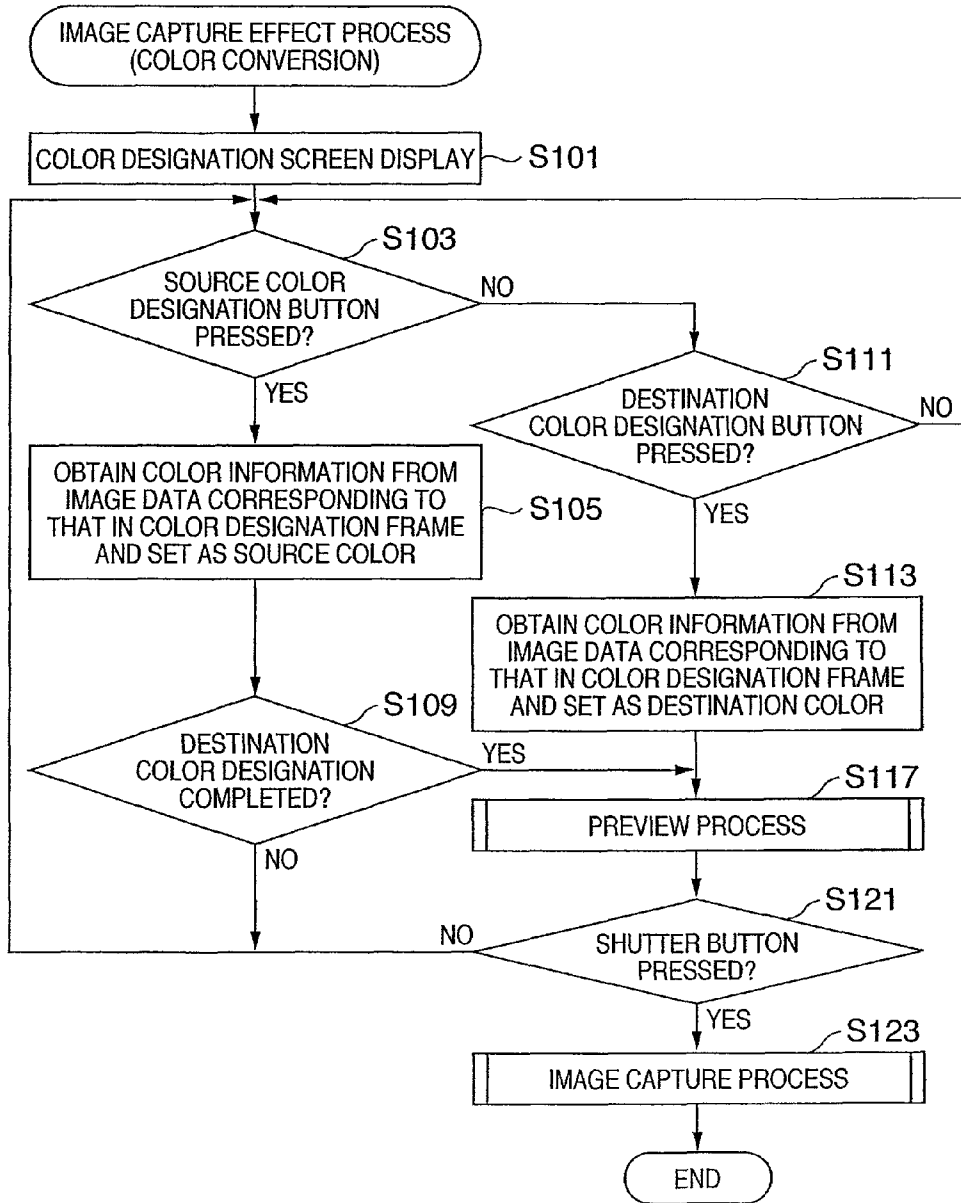 IMAGE CAPTURE EFFECT PROCESS
(COLOR CONVERSION)
COLOR DESIGNATION SCREEN DISPLAY
S101
S103
SOURCE COLOR
DESIGNATION BUTTON
PRESSED?
NO
YES
S111
DESTINATION
COLOR DESIGNATION BUTTON
PRESSED?
NO
YES
OBTAIN COLOR INFORMATION FROM
IMAGE DATA CORRESPONDING TO
THAT IN COLOR DESIGNATION FRAME
AND SET AS SOURCE COLOR
S105
S113
OBTAIN COLOR INFORMATION FROM
IMAGE DATA CORRESPONDING TO
THAT IN COLOR DESIGNATION FRAME
AND SET AS DESTINATION COLOR
S109
DESTINATION
COLOR DESIGNATION
COMPLETED?
YES
NO
S117
PREVIEW PROCESS
S121
SHUTTER BUTTON
PRESSED?
NO
YES
S123
IMAGE CAPTURE PROCESS
END